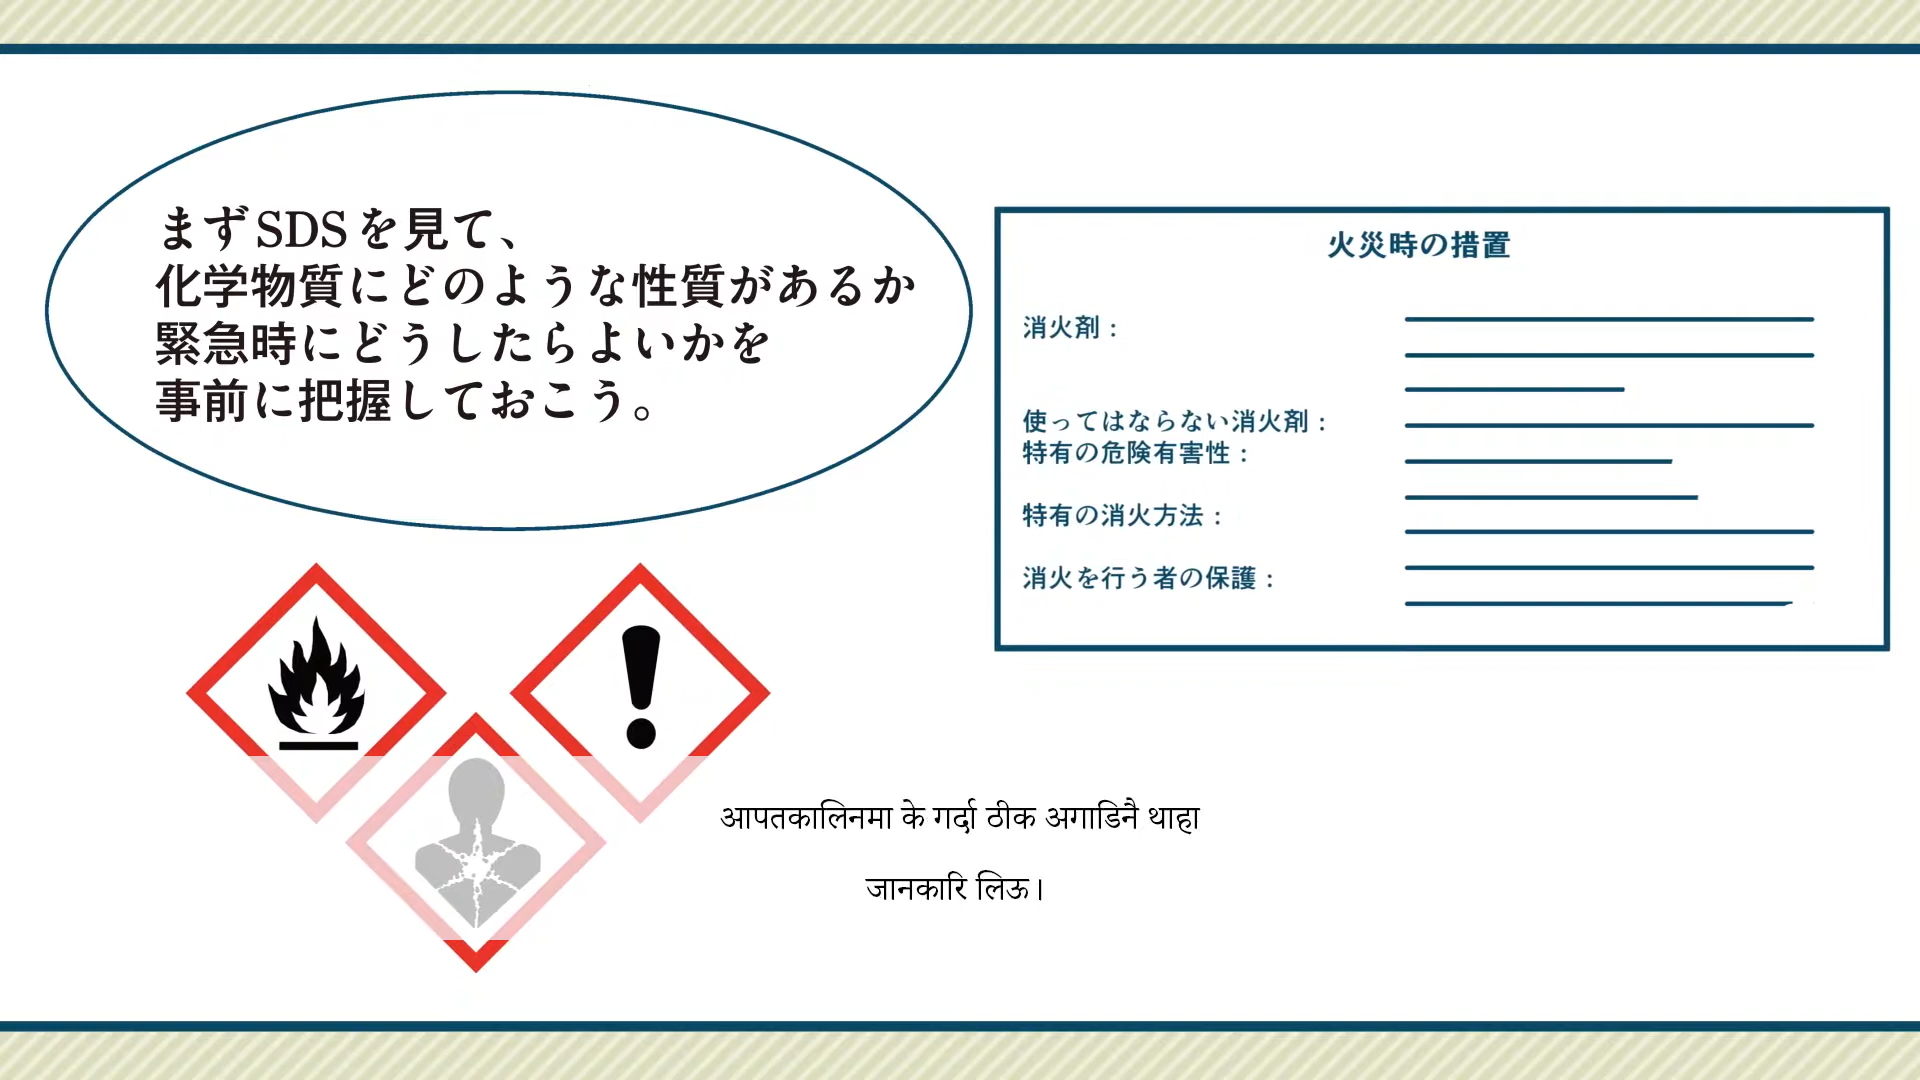 まずSDSを見て、
化学物質にどのような性質があるか
緊急時にどうしたらよいかを
事前に把握しておこう。
火災時の措置
消火剤：
使ってはならない消火剤：
特有の危険有害性：
特有の消火方法：
消火を行う者の保護：
आपतकालिनमा के गर्दा ठीक अगाडिनै थाहा
जानकारि लिऊ।